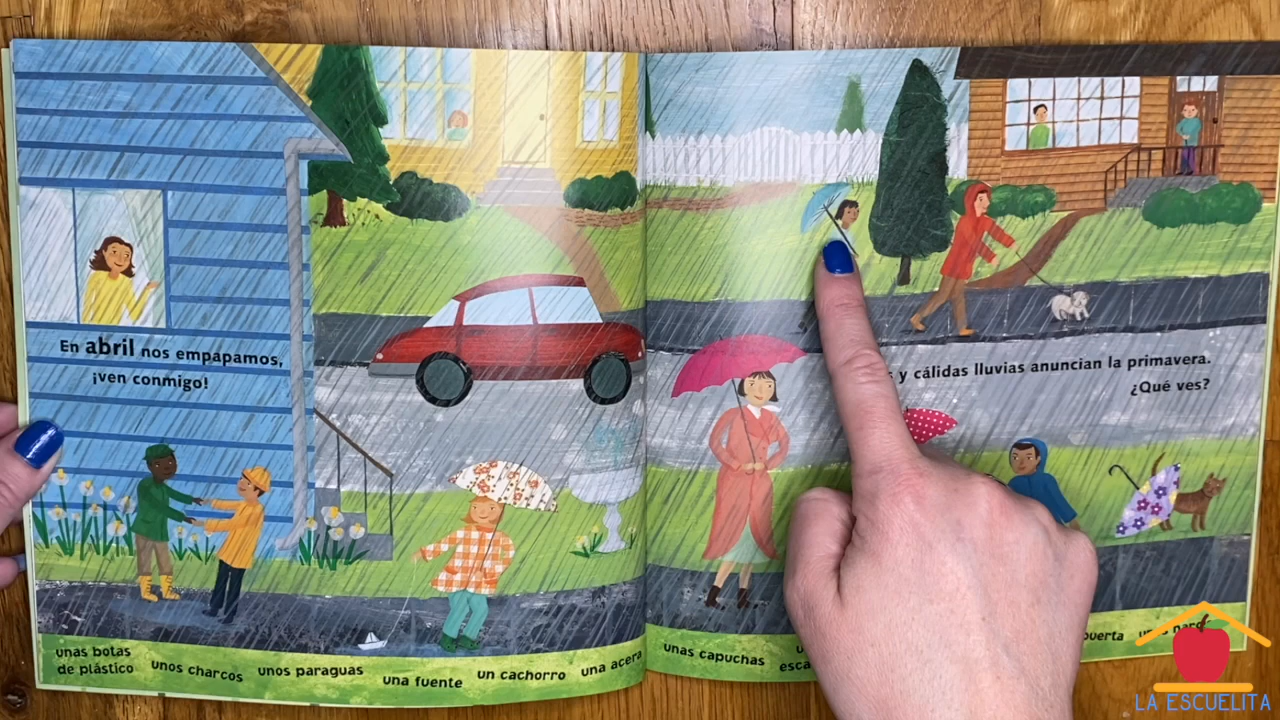 En abril nos empapamos,
¡ven conmigo!
y cálidas lluvias anuncian la primavera.
¿Qué ves?
unas botas
de plástico
unos charcos
unos paraguas
una fuente
un cachorro
una acera
unas capuchas
LA ESCUELITA